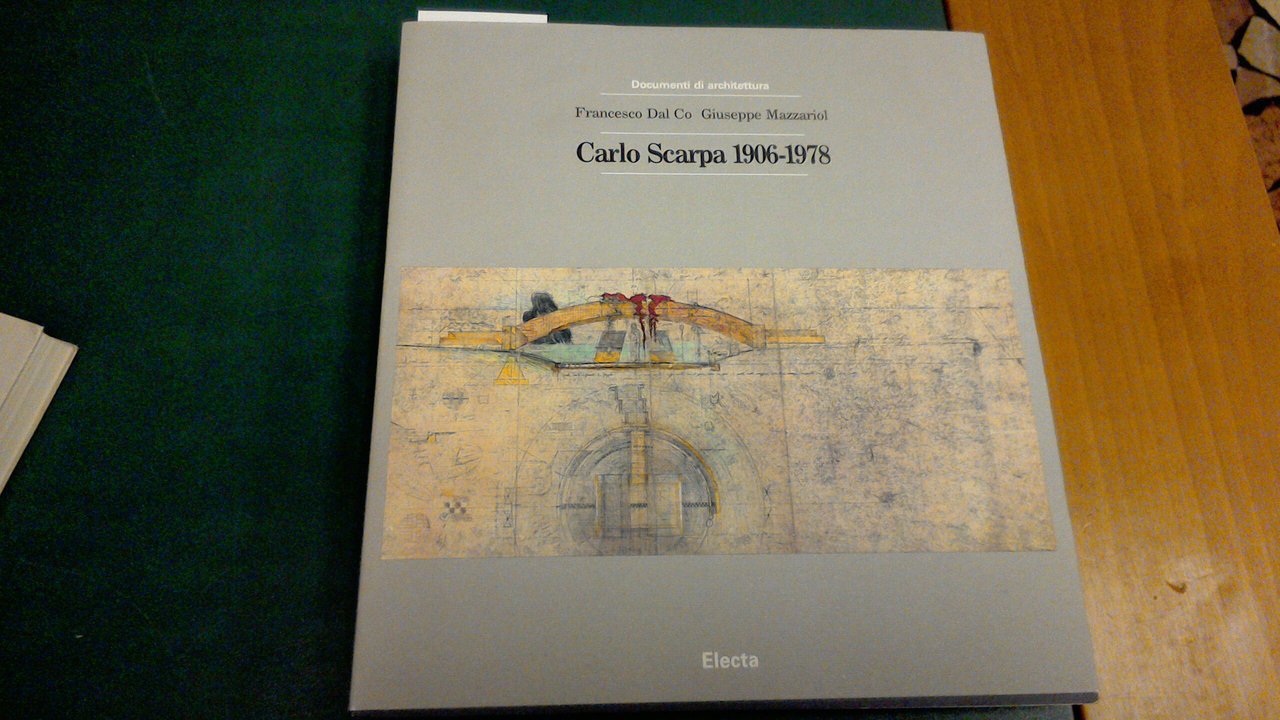 Documenti di architettura
Francesco Dal Co Giuseppe Mazzariol
Carlo Scarpa 1906-1978
Electa